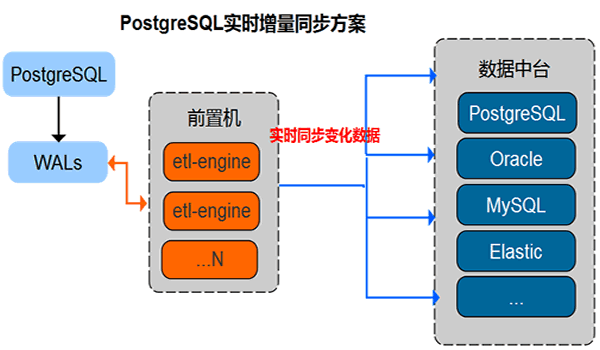 PostgreSQL实时增量同步方案
PostgreSQL
WALs
前置机
etl-engine
etl-engine
...N
实时同步变化数据
数据中台
PostgreSQL
Oracle
MySQL
Elastic
...